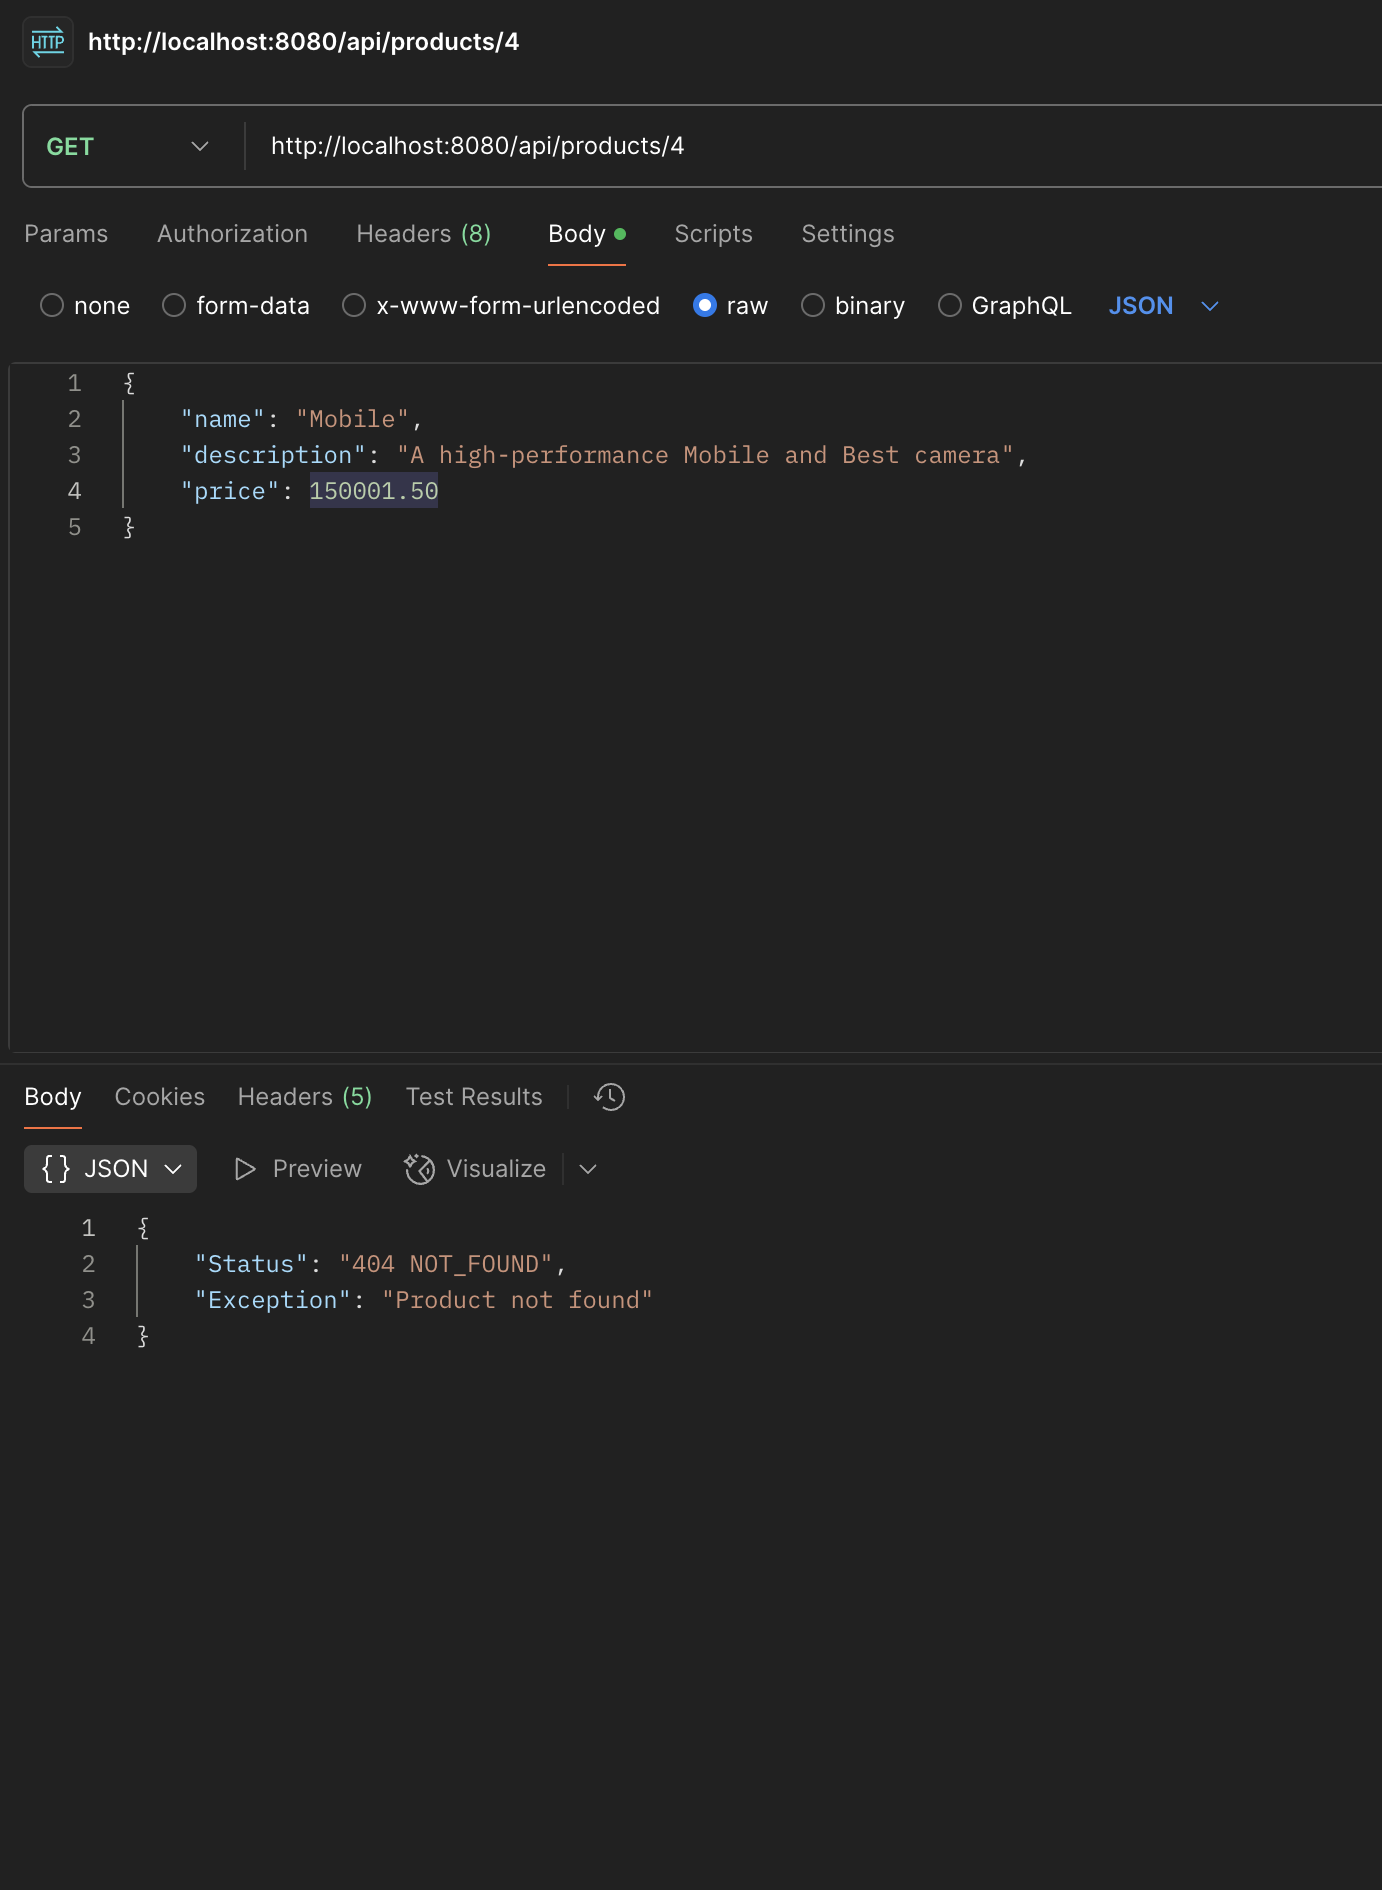 HTTP http://localhost:8080/api/products/4
GET http://localhost:8080/api/products/4
Params Authorization Headers (8) Body Scripts Settings
none form-data x-www-form-urlencoded raw binary GraphQL JSON
1 {
2 "name": "Mobile",
3 "description": "A high-performance Mobile and Best camera",
4 "price": 150001.50
5 }
Body Cookies Headers (5) Test Results
{} JSON Preview Visualize
1 {
2 "Status": "404 NOT_FOUND",
3 "Exception": "Product not found"
4 }